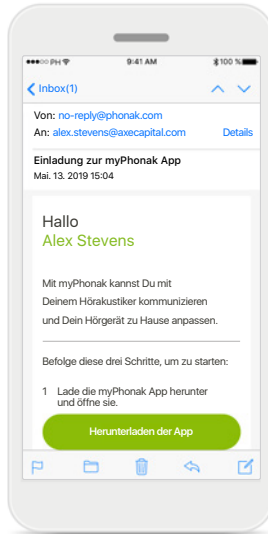 PH 9:41 AM 100 %
Inbox(1)
Von: no-reply@phonak.com
An: alex.stevens@axecapital.com Details
Einladung zur myPhonak App
Mai. 13. 2019 15:04
Hallo
Alex Stevens
Mit myPhonak kannst Du mit
Deinem Hörakustiker kommunizieren
und Dein Hörgerät zu Hause anpassen.
Befolge diese drei Schritte, um zu starten:
1 Lade die myPhonak App herunter
und öffne sie.
Herunterladen der App